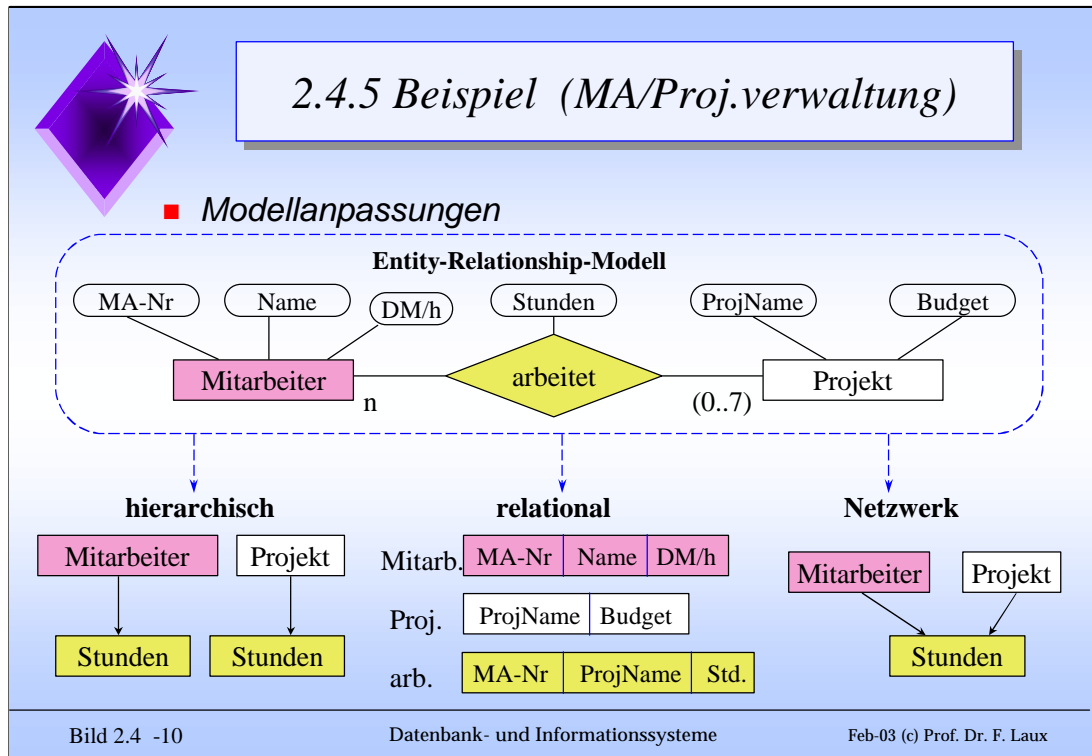 2.4.5 Beispiel (MA/Proj.verwaltung)
Modellanpassungen
Entity-Relationship-Modell
MA-Nr Name DM/h Stunden ProjName Budget
Mitarbeiter arbeitet Projekt
n (0..7)
hierarchisch relational Netzwerk
Mitarbeiter Projekt
Stunden Stunden
Mitarb. MA-Nr Name DM/h
Proj. ProjName Budget
arb. MA-Nr ProjName Std.
Mitarbeiter Projekt
Stunden
Bild 2.4 -10 Datenbank- und Informationssysteme Feb-03 (c) Prof. Dr. F. Laux